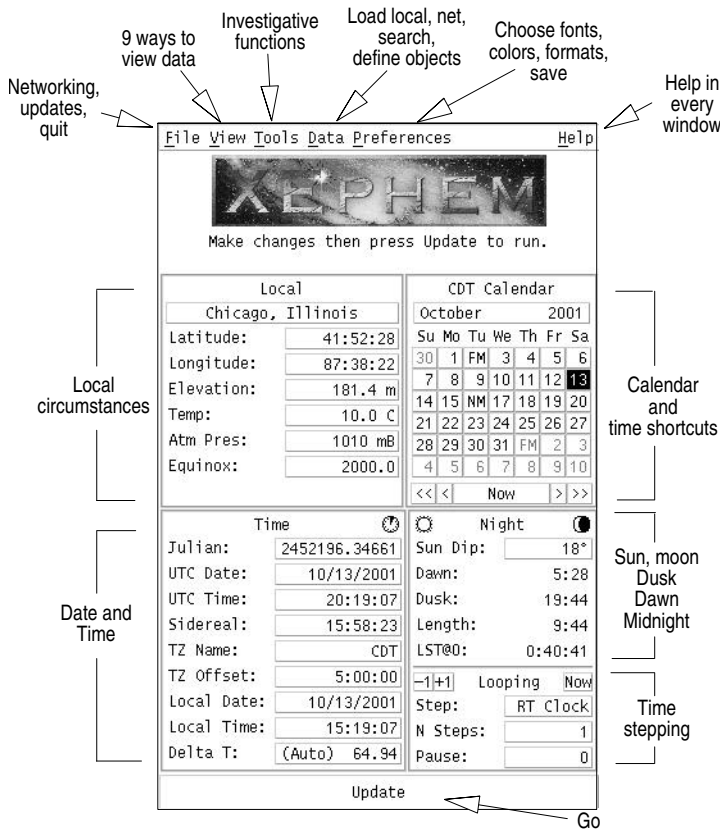 Networking,
updates,
quit
9 ways to
view data
Investigative
functions
Load local, net,
search,
define objects
Choose fonts,
colors, formats,
save
Help in
every
window
File View Tools Data Preferences Help
XEPHEM
Make changes then press Update to run.
Local
circumstances
Local
Chicago, Illinois
Latitude: 41:52:28
Longitude: 87:38:22
Elevation: 181.4 m
Temp: 10.0 C
Atm Pres: 1010 mB
Equinox: 2000.0
CDT Calendar
October 2001
Su Mo Tu We Th Fr Sa
30 1 FM 3 4 5 6
7 8 9 10 11 12 13
14 15 NM 17 18 19 20
21 22 23 24 25 26 27
28 29 30 31 FM 2 3
4 5 6 7 8 9 10
<< < Now > >>
Calendar
and
time shortcuts
Date and
Time
Time
Julian: 2452196.34661
UTC Date: 10/13/2001
UTC Time: 20:19:07
Sidereal: 15:58:23
TZ Name: CDT
TZ Offset: 5:00:00
Local Date: 10/13/2001
Local Time: 15:19:07
Delta T: (Auto) 64.94
Night
Sun Dip: 18°
Dawn: 5:28
Dusk: 19:44
Length: 9:44
LST@0: 0:40:41
Sun, moon
Dusk
Dawn
Midnight
-1 +1 Looping Now
Step: RT Clock
N Steps: 1
Pause: 0
Time
stepping
Update
Go